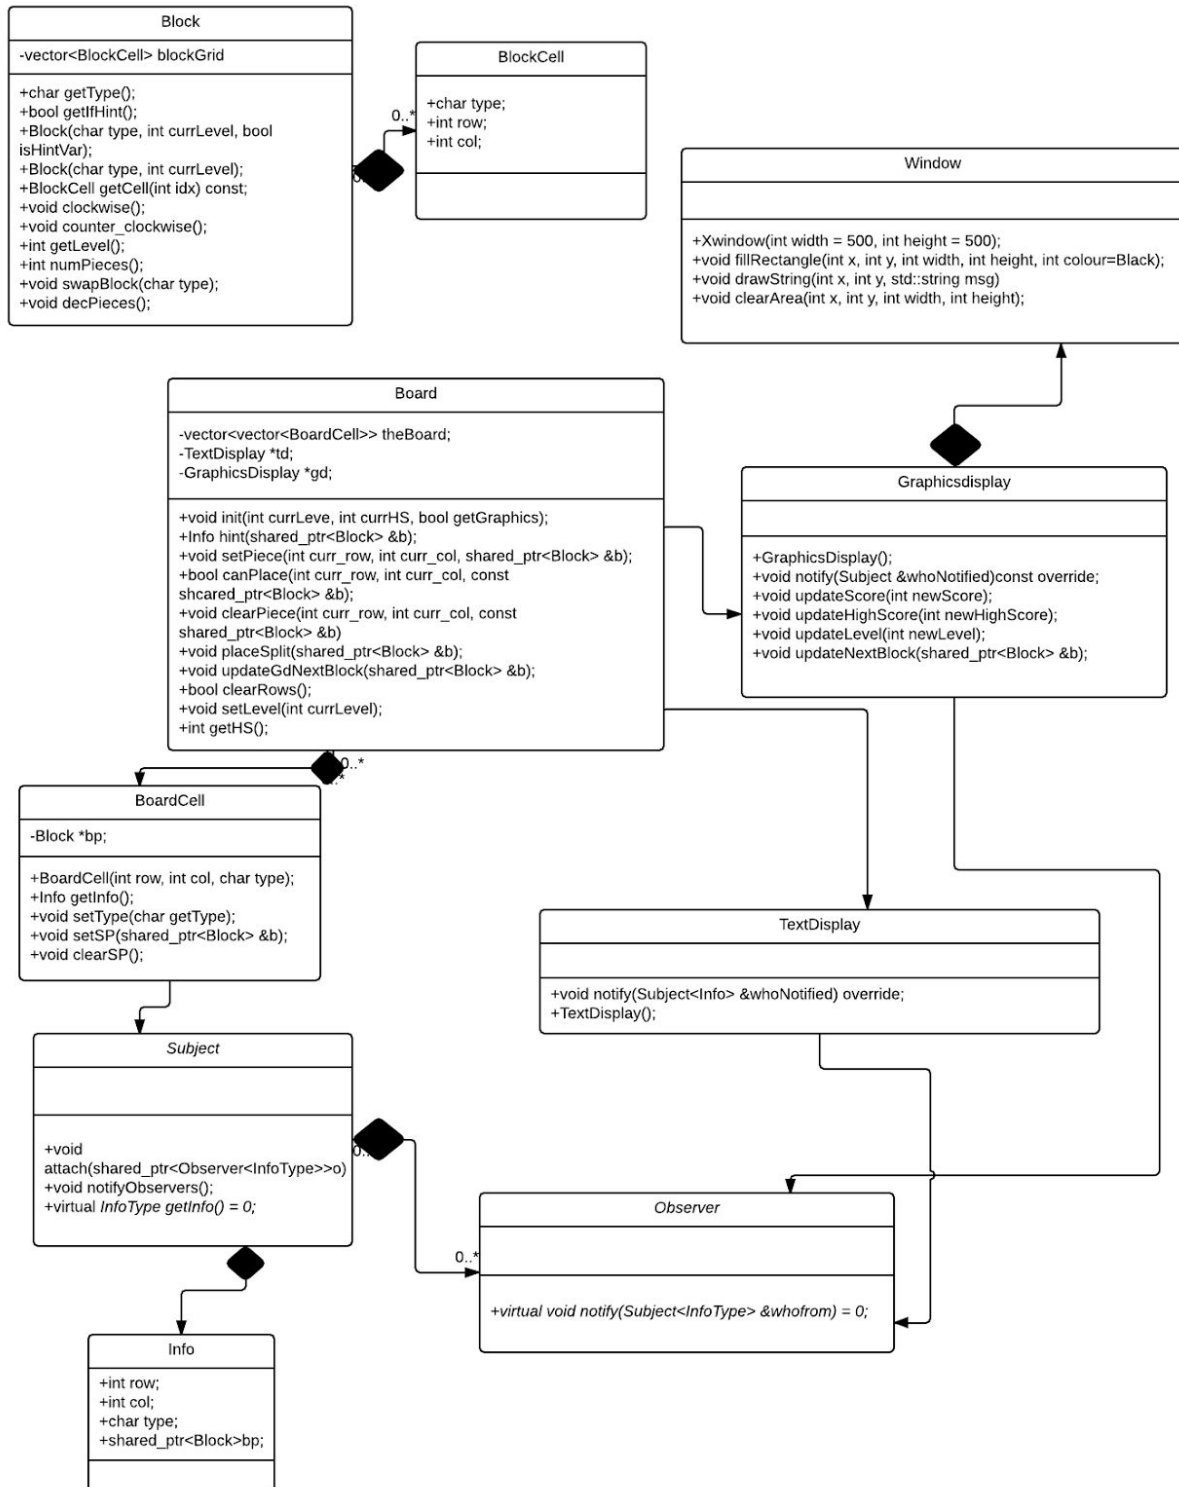 Block
-vector<BlockCell> blockGrid
+char getType();
+bool getIfHint();
+Block(char type, int currLevel, bool
isHintVar);
+Block(char type, int currLevel);
+BlockCell getCell(int idx) const;
+void clockwise();
+void counter_clockwise();
+int getLevel();
+int numPieces();
+void swapBlock(char type);
+void decPieces();
0..*
BlockCell
+char type;
+int row;
+int col;
Window
+Xwindow(int width = 500, int height = 500);
+void fillRectangle(int x, int y, int width, int height, int colour=Black);
+void drawString(int x, int y, std::string msg)
+void clearArea(int x, int y, int width, int height);
Board
-vector<vector<BoardCell>> theBoard;
-TextDisplay *td;
-GraphicsDisplay *gd;
+void init(int currLeve, int currHS, bool getGraphics);
+Info hint(shared_ptr<Block> &b);
+void setPiece(int curr_row, int curr_col, shared_ptr<Block> &b);
+bool canPlace(int curr_row, int curr_col, const
shcared_ptr<Block> &b);
+void clearPiece(int curr_row, int curr_col, const
shared_ptr<Block> &b)
+void placeSplit(shared_ptr<Block> &b);
+void updateGdNextBlock(shared_ptr<Block> &b);
+bool clearRows();
+void setLevel(int currLevel);
+int getHS();
0..*
Graphicsdisplay
+GraphicsDisplay();
+void notify(Subject &whoNotified)const override;
+void updateScore(int newScore);
+void updateHighScore(int newHighScore);
+void updateLevel(int newLevel);
+void updateNextBlock(shared_ptr<Block> &b);
BoardCell
-Block *bp;
+BoardCell(int row, int col, char type);
+Info getInfo();
+void setType(char getType);
+void setSP(shared_ptr<Block> &b);
+void clearSP();
TextDisplay
+void notify(Subject<Info> &whoNotified) override;
+TextDisplay();
Subject
+void
attach(shared_ptr<Observer<InfoType>>o)
+void notifyObservers();
+virtual InfoType getInfo() = 0;
0..*
Observer
+virtual void notify(Subject<InfoType> &whofrom) = 0;
Info
+int row;
+int col;
+char type;
+shared_ptr<Block>bp;